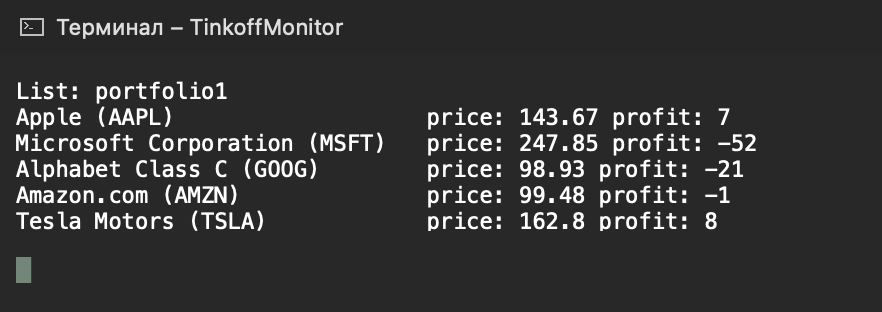 Терминал – TinkoffMonitor
List: portfolio1
Apple (AAPL) price: 143.67 profit: 7
Microsoft Corporation (MSFT) price: 247.85 profit: -52
Alphabet Class C (GOOG) price: 98.93 profit: -21
Amazon.com (AMZN) price: 99.48 profit: -1
Tesla Motors (TSLA) price: 162.8 profit: 8